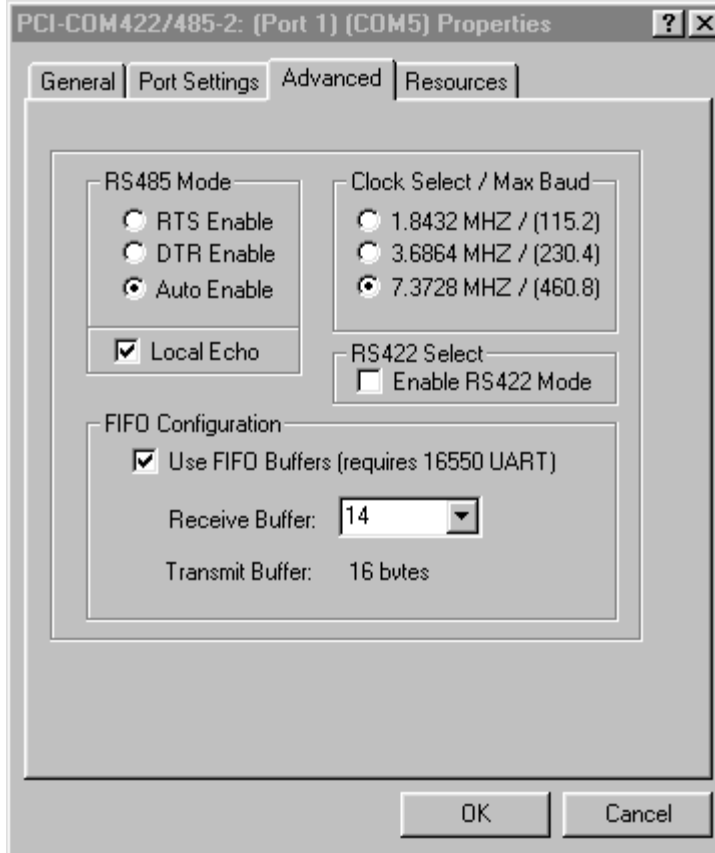 PCI-COM422/485-2: (Port 1) (COM5) Properties
General Port Settings Advanced Resources
RS485 Mode
RTS Enable
DTR Enable
Auto Enable
Local Echo
Clock Select / Max Baud
1.8432 MHZ / (115.2)
3.6864 MHZ / (230.4)
7.3728 MHZ / (460.8)
RS422 Select
Enable RS422 Mode
FIFO Configuration
Use FIFO Buffers (requires 16550 UART)
Receive Buffer: 14
Transmit Buffer: 16 bytes
OK Cancel